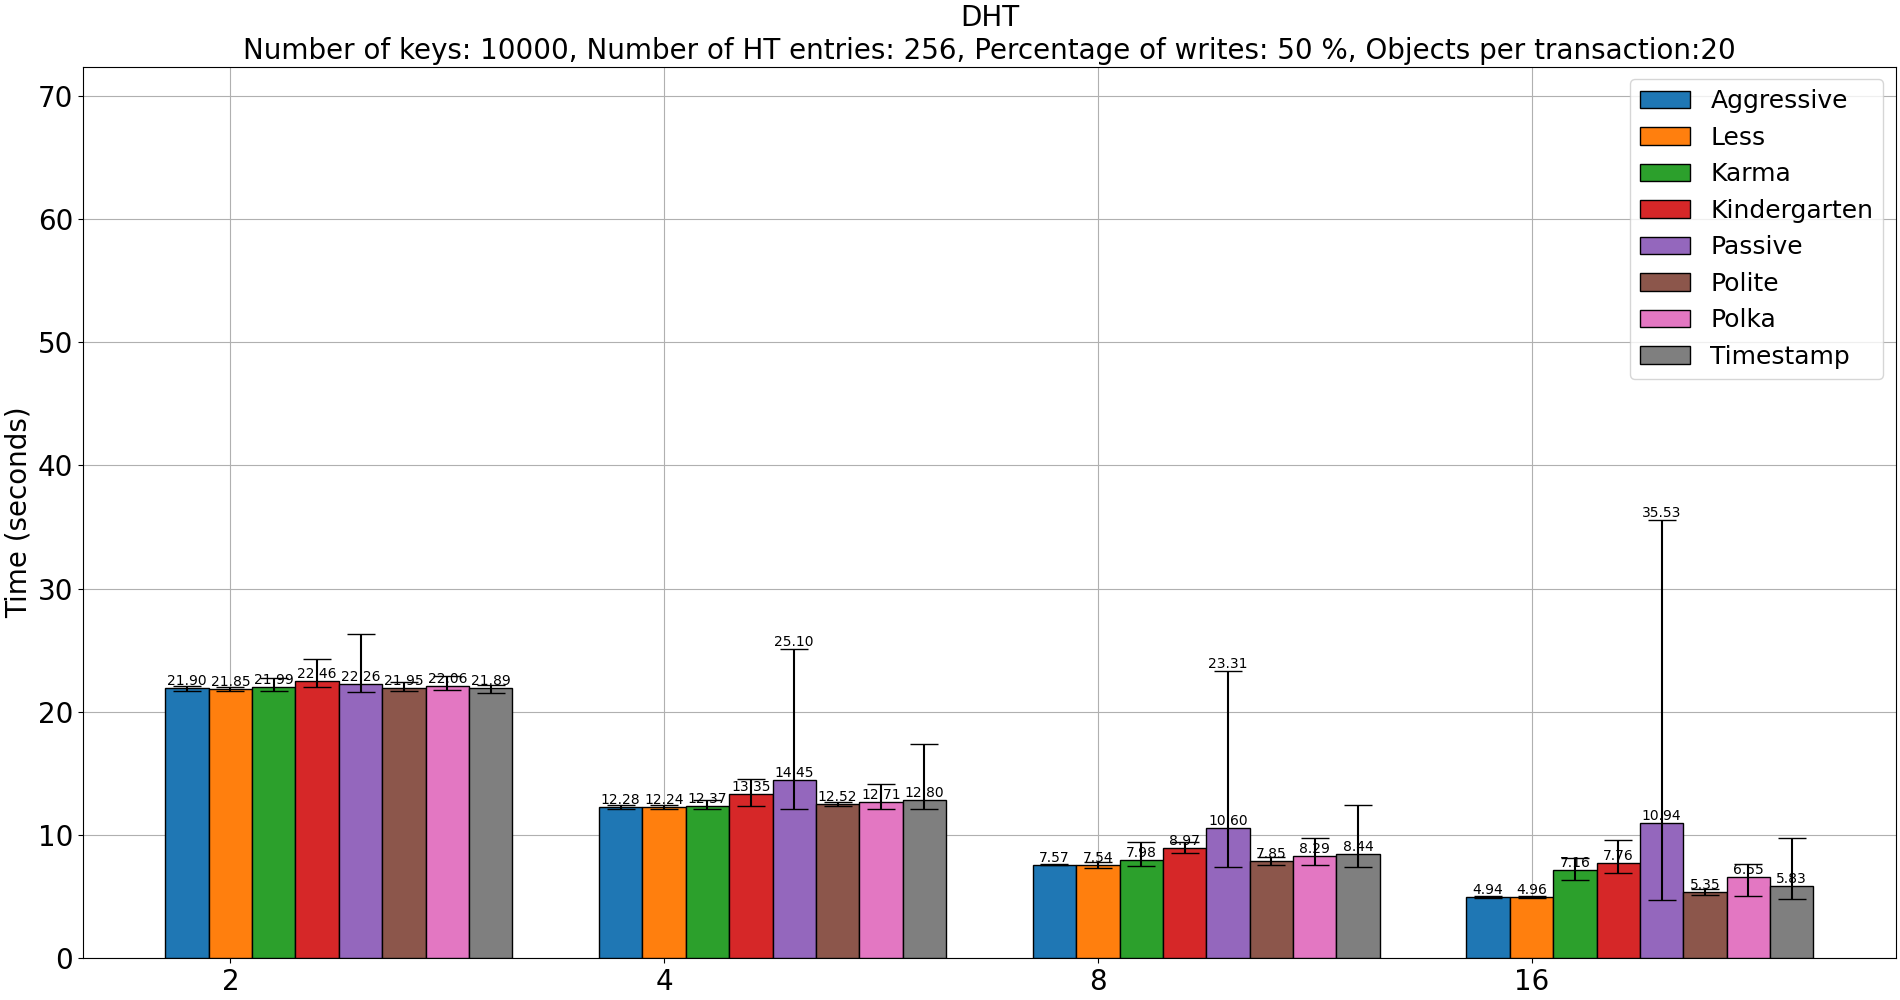 DHT
Number of keys: 10000, Number of HT entries: 256, Percentage of writes: 50 %, Objects per transaction:20
Time (seconds)
70
60
50
40
30
20
10
0
Aggressive
Less
Karma
Kindergarten
Passive
Polite
Polka
Timestamp
21.90 21.85 21.99 22.46 22.26 21.95 22.06 21.89
25.10
12.28 12.24 12.37 13.35 14.45 12.52 12.71 12.80
23.31
7.57 7.54 7.98 8.97 10.60 7.85 8.29 8.44
35.53
4.94 4.96 7.16 7.76 10.94 5.35 6.55 5.83
2 4 8 16